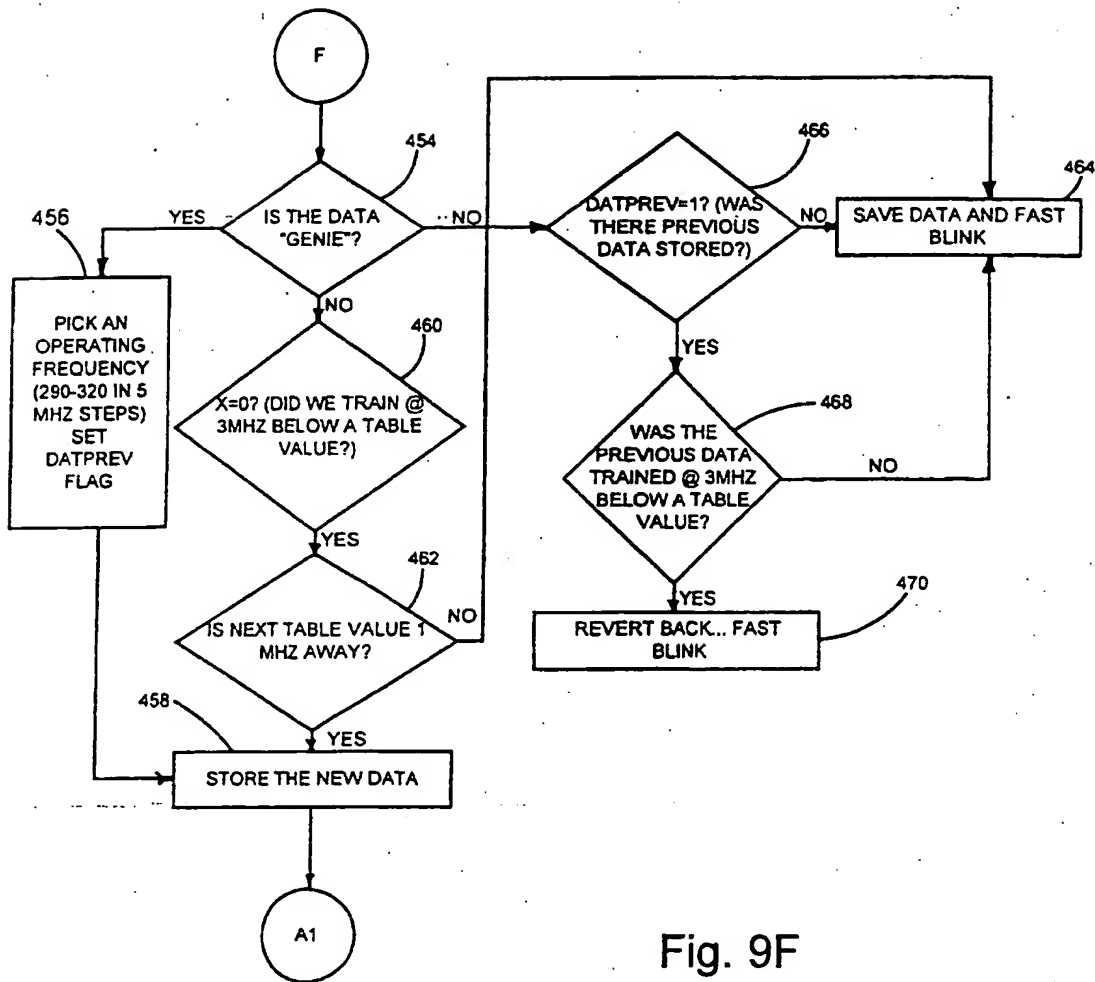 F
454
IS THE DATA
"GENIE"?
YES
NO
NO
456
PICK AN
OPERATING
FREQUENCY
(290-320 IN 5
MHZ STEPS)
SET
DATPREV
FLAG
460
X=0? (DID WE TRAIN @
3MHZ BELOW A TABLE
VALUE?)
YES
462
IS NEXT TABLE VALUE 1
MHZ AWAY?
NO
YES
458
STORE THE NEW DATA
A1
466
DATPREV=1? (WAS
THERE PREVIOUS
DATA STORED?)
NO
YES
464
SAVE DATA AND FAST
BLINK
468
WAS THE
PREVIOUS DATA
TRAINED @ 3MHZ
BELOW A TABLE
VALUE?
NO
YES
470
REVERT BACK... FAST
BLINK
Fig. 9F